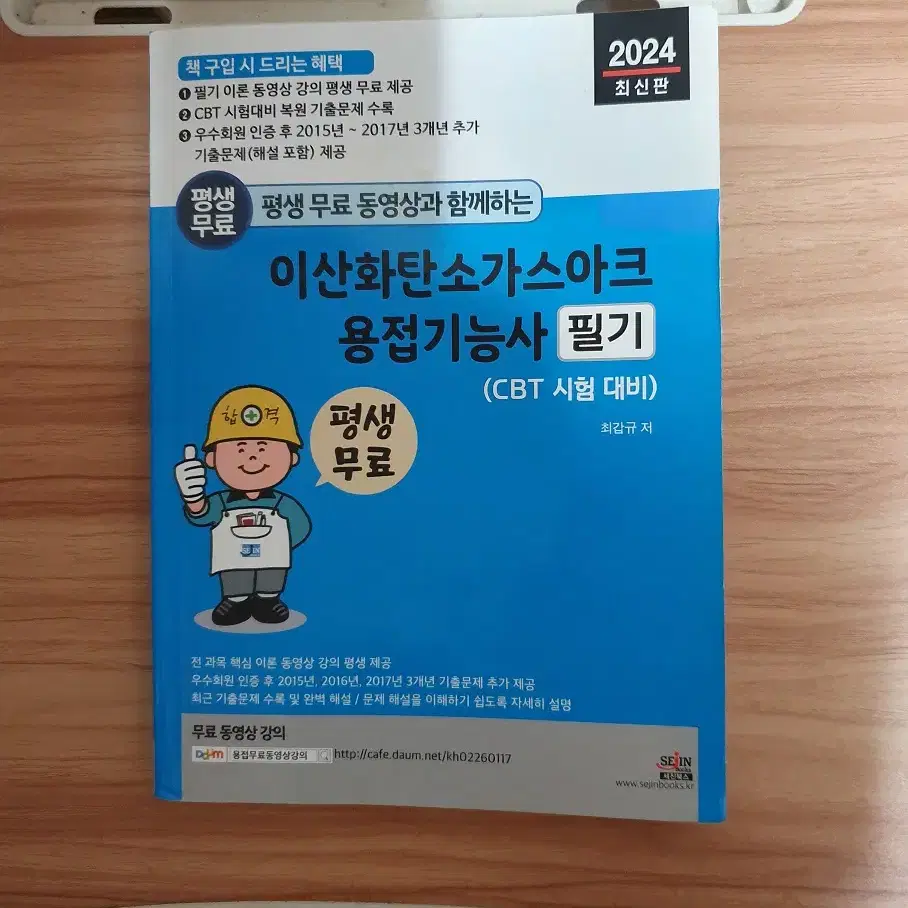 책 구입 시 드리는 혜택
❶ 필기 이론 동영상 강의 평생 무료 제공
❷ CBT 시험대비 복원 기출문제 수록
❸ 우수회원 인증 후 2015년 ~ 2017년 3개년 추가
기출문제(해설 포함) 제공
2024
최신판
평생
무료
평생 무료 동영상과 함께하는
이산화탄소가스아크
용접기능사 필기
(CBT 시험 대비)
최갑규 저
합격
평생
무료
SEJIN
전 과목 핵심 이론 동영상 강의 평생 제공
우수회원 인증 후 2015년, 2016년, 2017년 3개년 기출문제 추가 제공
최근 기출문제 수록 및 완벽 해설 / 문제 해설을 이해하기 쉽도록 자세히 설명
무료 동영상 강의
Daum 용접무료동영상강의 http://cafe.daum.net/kh02260117
SEJIN
Books
세진북스
www.sejinbooks.kr